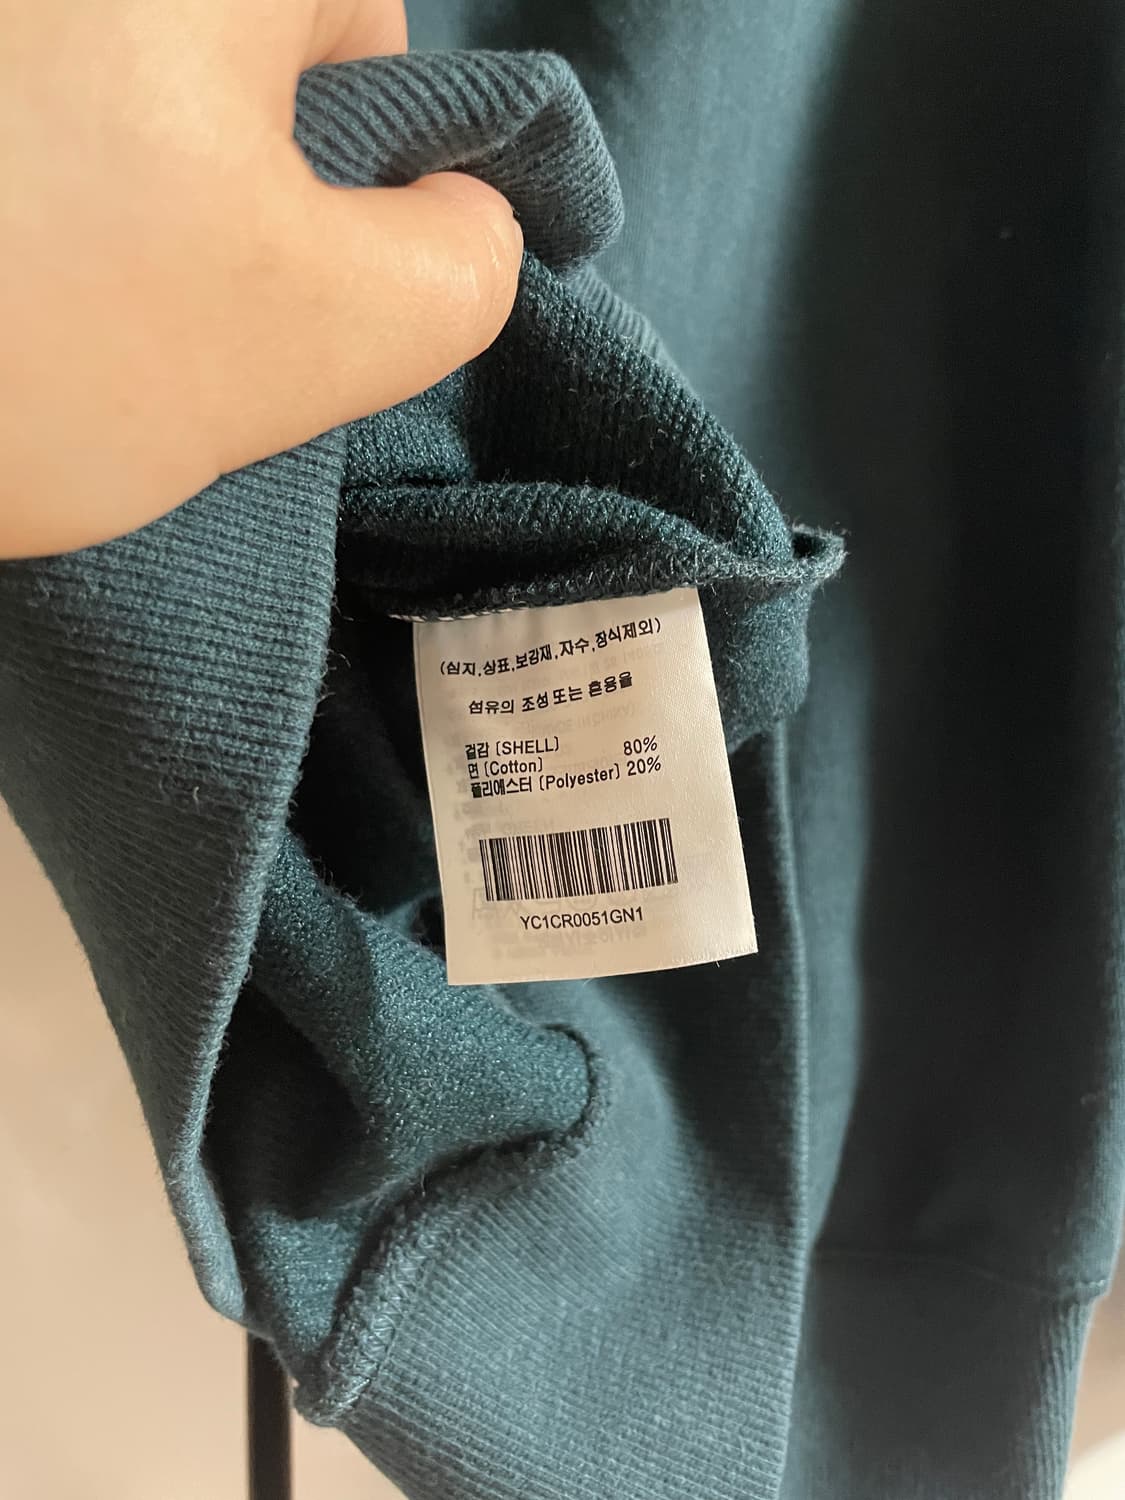 (심지,상표,보강재,자수,장식제외)
섬유의 조성 또는 혼용율
겉감 (SHELL)
면 (Cotton) 80%
폴리에스터 (Polyester) 20%
YC1CR0051GN1